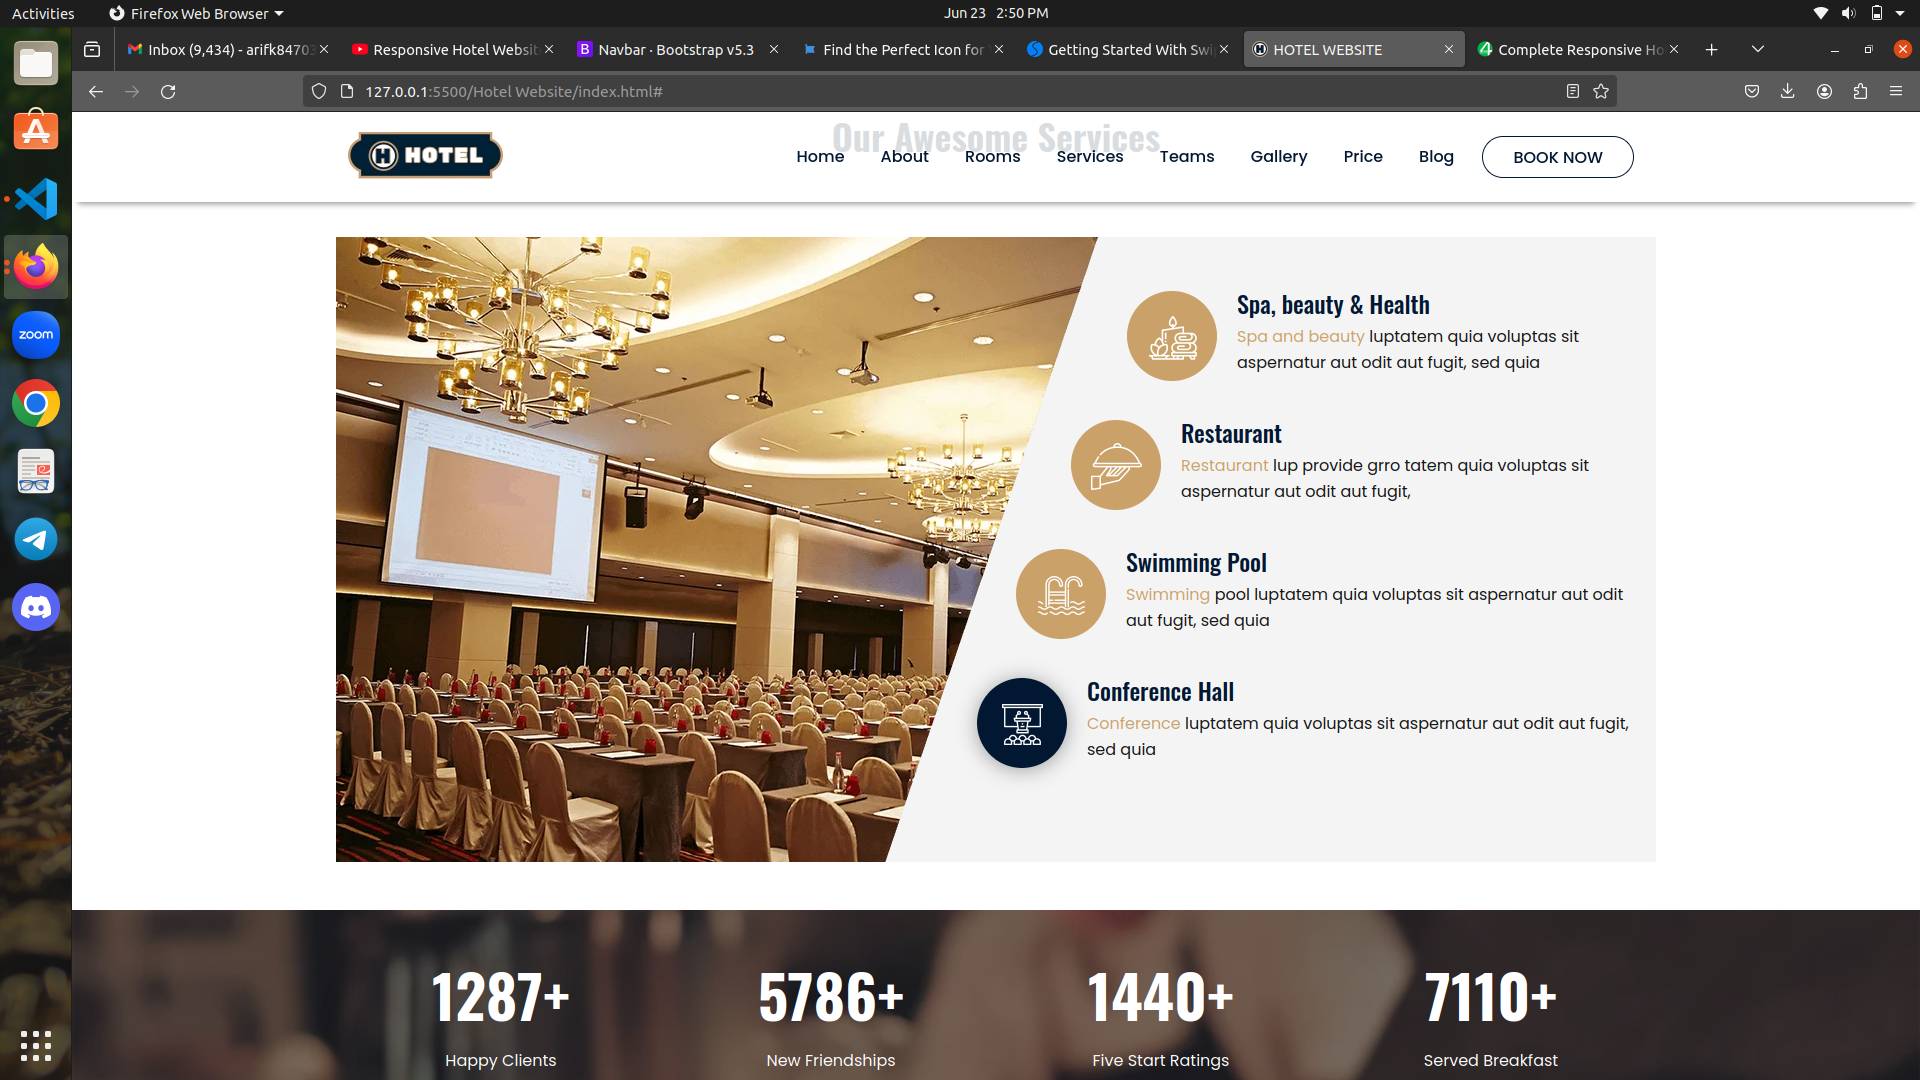 Activities
Firefox Web Browser
Jun 23 2:50 PM
Inbox (9,434) - arifk8470
Responsive Hotel Websit
Navbar · Bootstrap v5.3
Find the Perfect Icon for
Getting Started With Swi
HOTEL WEBSITE
Complete Responsive Ho
127.0.0.1:5500/Hotel Website/index.html#
Our Awesome Services
H HOTEL
Home
About
Rooms
Services
Teams
Gallery
Price
Blog
BOOK NOW
zoom
Spa, beauty & Health
Spa and beauty luptatem quia voluptas sit
aspernatur aut odit aut fugit, sed quia
Restaurant
Restaurant lup provide grro tatem quia voluptas sit
aspernatur aut odit aut fugit,
Swimming Pool
Swimming pool luptatem quia voluptas sit aspernatur aut odit
aut fugit, sed quia
Conference Hall
Conference luptatem quia voluptas sit aspernatur aut odit aut fugit,
sed quia
1287+
5786+
1440+
7110+
Happy Clients
New Friendships
Five Start Ratings
Served Breakfast